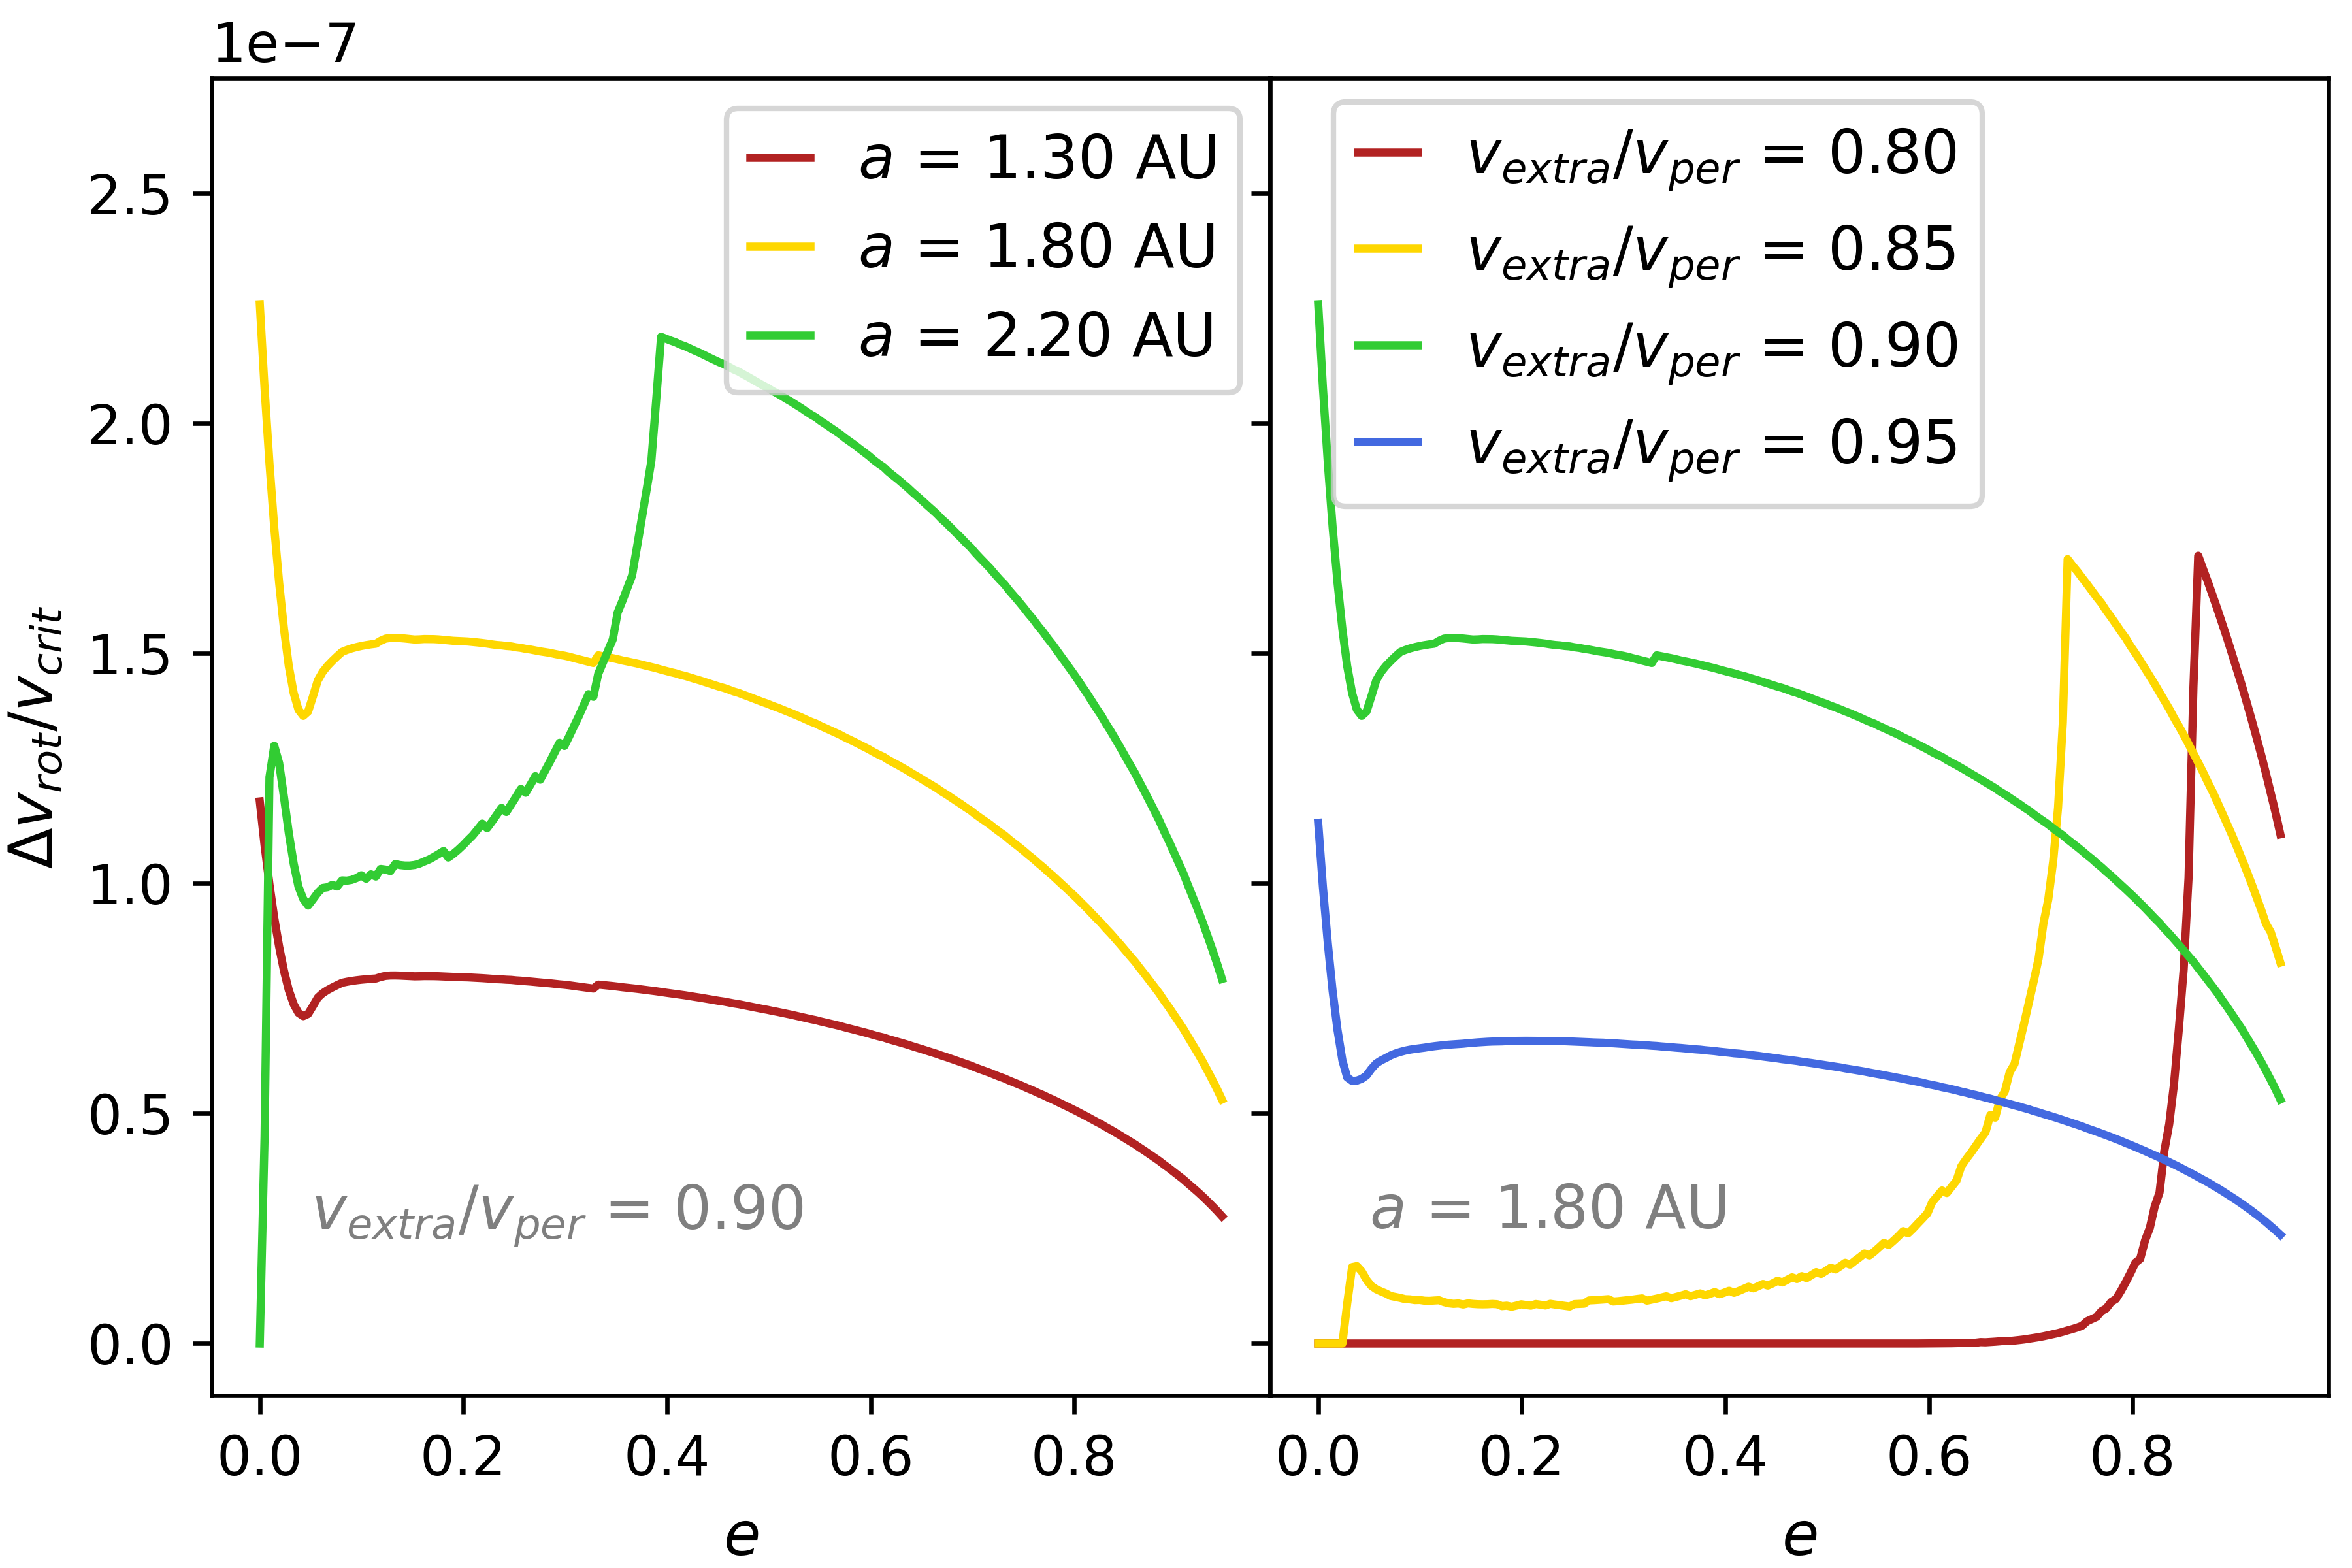 1e−7
Δv_rot/v_crit
2.5
2.0
1.5
1.0
0.5
0.0
a = 1.30 AU
a = 1.80 AU
a = 2.20 AU
v_extra/v_per = 0.90
0.0 0.2 0.4 0.6 0.8
e
v_extra/v_per = 0.80
v_extra/v_per = 0.85
v_extra/v_per = 0.90
v_extra/v_per = 0.95
a = 1.80 AU
0.0 0.2 0.4 0.6 0.8
e